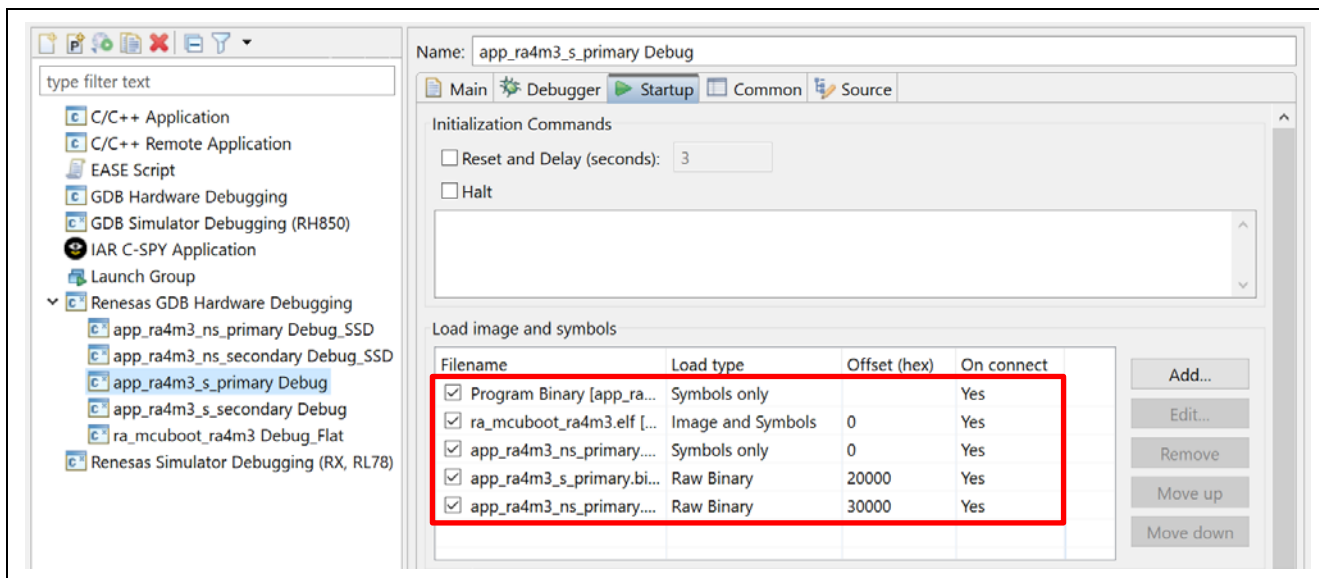 Name: app_ra4m3_s_primary Debug
type filter text
Main Debugger Startup Common Source
C/C++ Application
C/C++ Remote Application
EASE Script
GDB Hardware Debugging
GDB Simulator Debugging (RH850)
IAR C-SPY Application
Launch Group
Renesas GDB Hardware Debugging
app_ra4m3_ns_primary Debug_SSD
app_ra4m3_ns_secondary Debug_SSD
app_ra4m3_s_primary Debug
app_ra4m3_s_secondary Debug
ra_mcuboot_ra4m3 Debug_Flat
Renesas Simulator Debugging (RX, RL78)
Initialization Commands
Reset and Delay (seconds): 3
Halt
Load image and symbols
Filename Load type Offset (hex) On connect
Program Binary [app_ra... Symbols only Yes
ra_mcuboot_ra4m3.elf [... Image and Symbols 0 Yes
app_ra4m3_ns_primary.... Symbols only 0 Yes
app_ra4m3_s_primary.bi... Raw Binary 20000 Yes
app_ra4m3_ns_primary.... Raw Binary 30000 Yes
Add...
Edit...
Remove
Move up
Move down